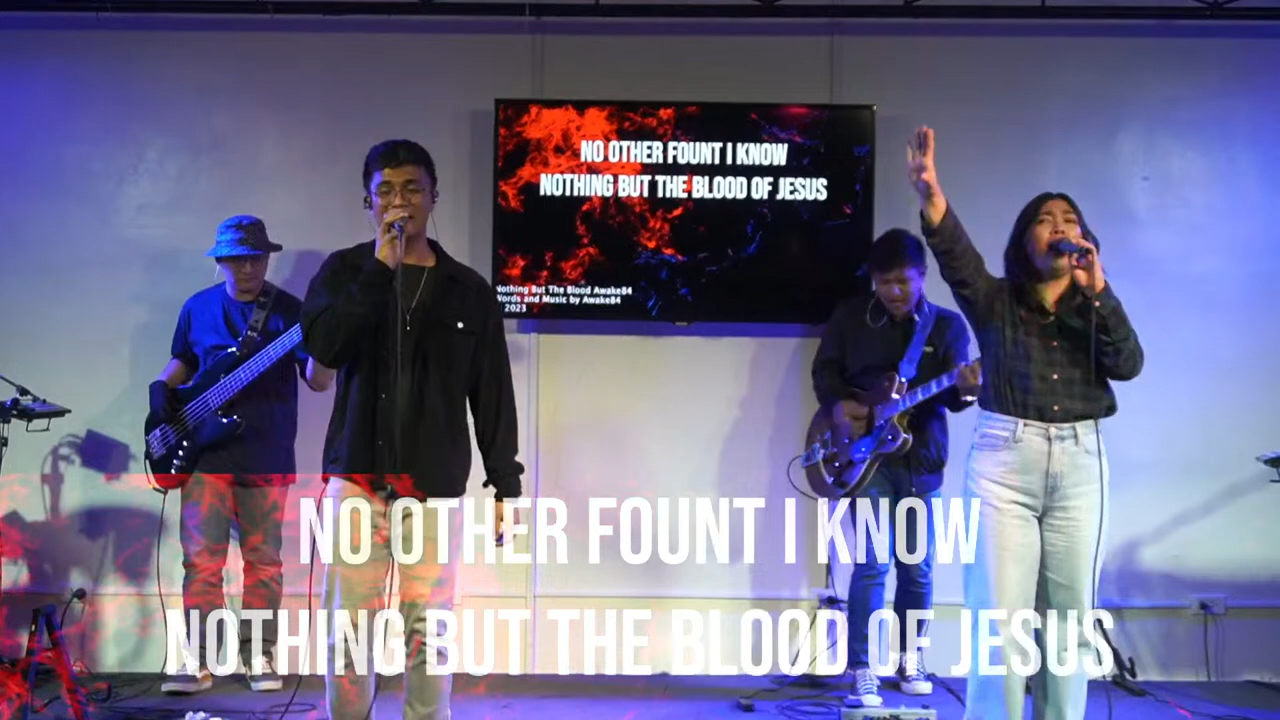 NO OTHER FOUNT I KNOW
NOTHING BUT THE BLOOD OF JESUS
Nothing But The Blood Awake84
Words and Music by Awake84
2023
NO OTHER FOUNT I KNOW
NOTHING BUT THE BLOOD OF JESUS